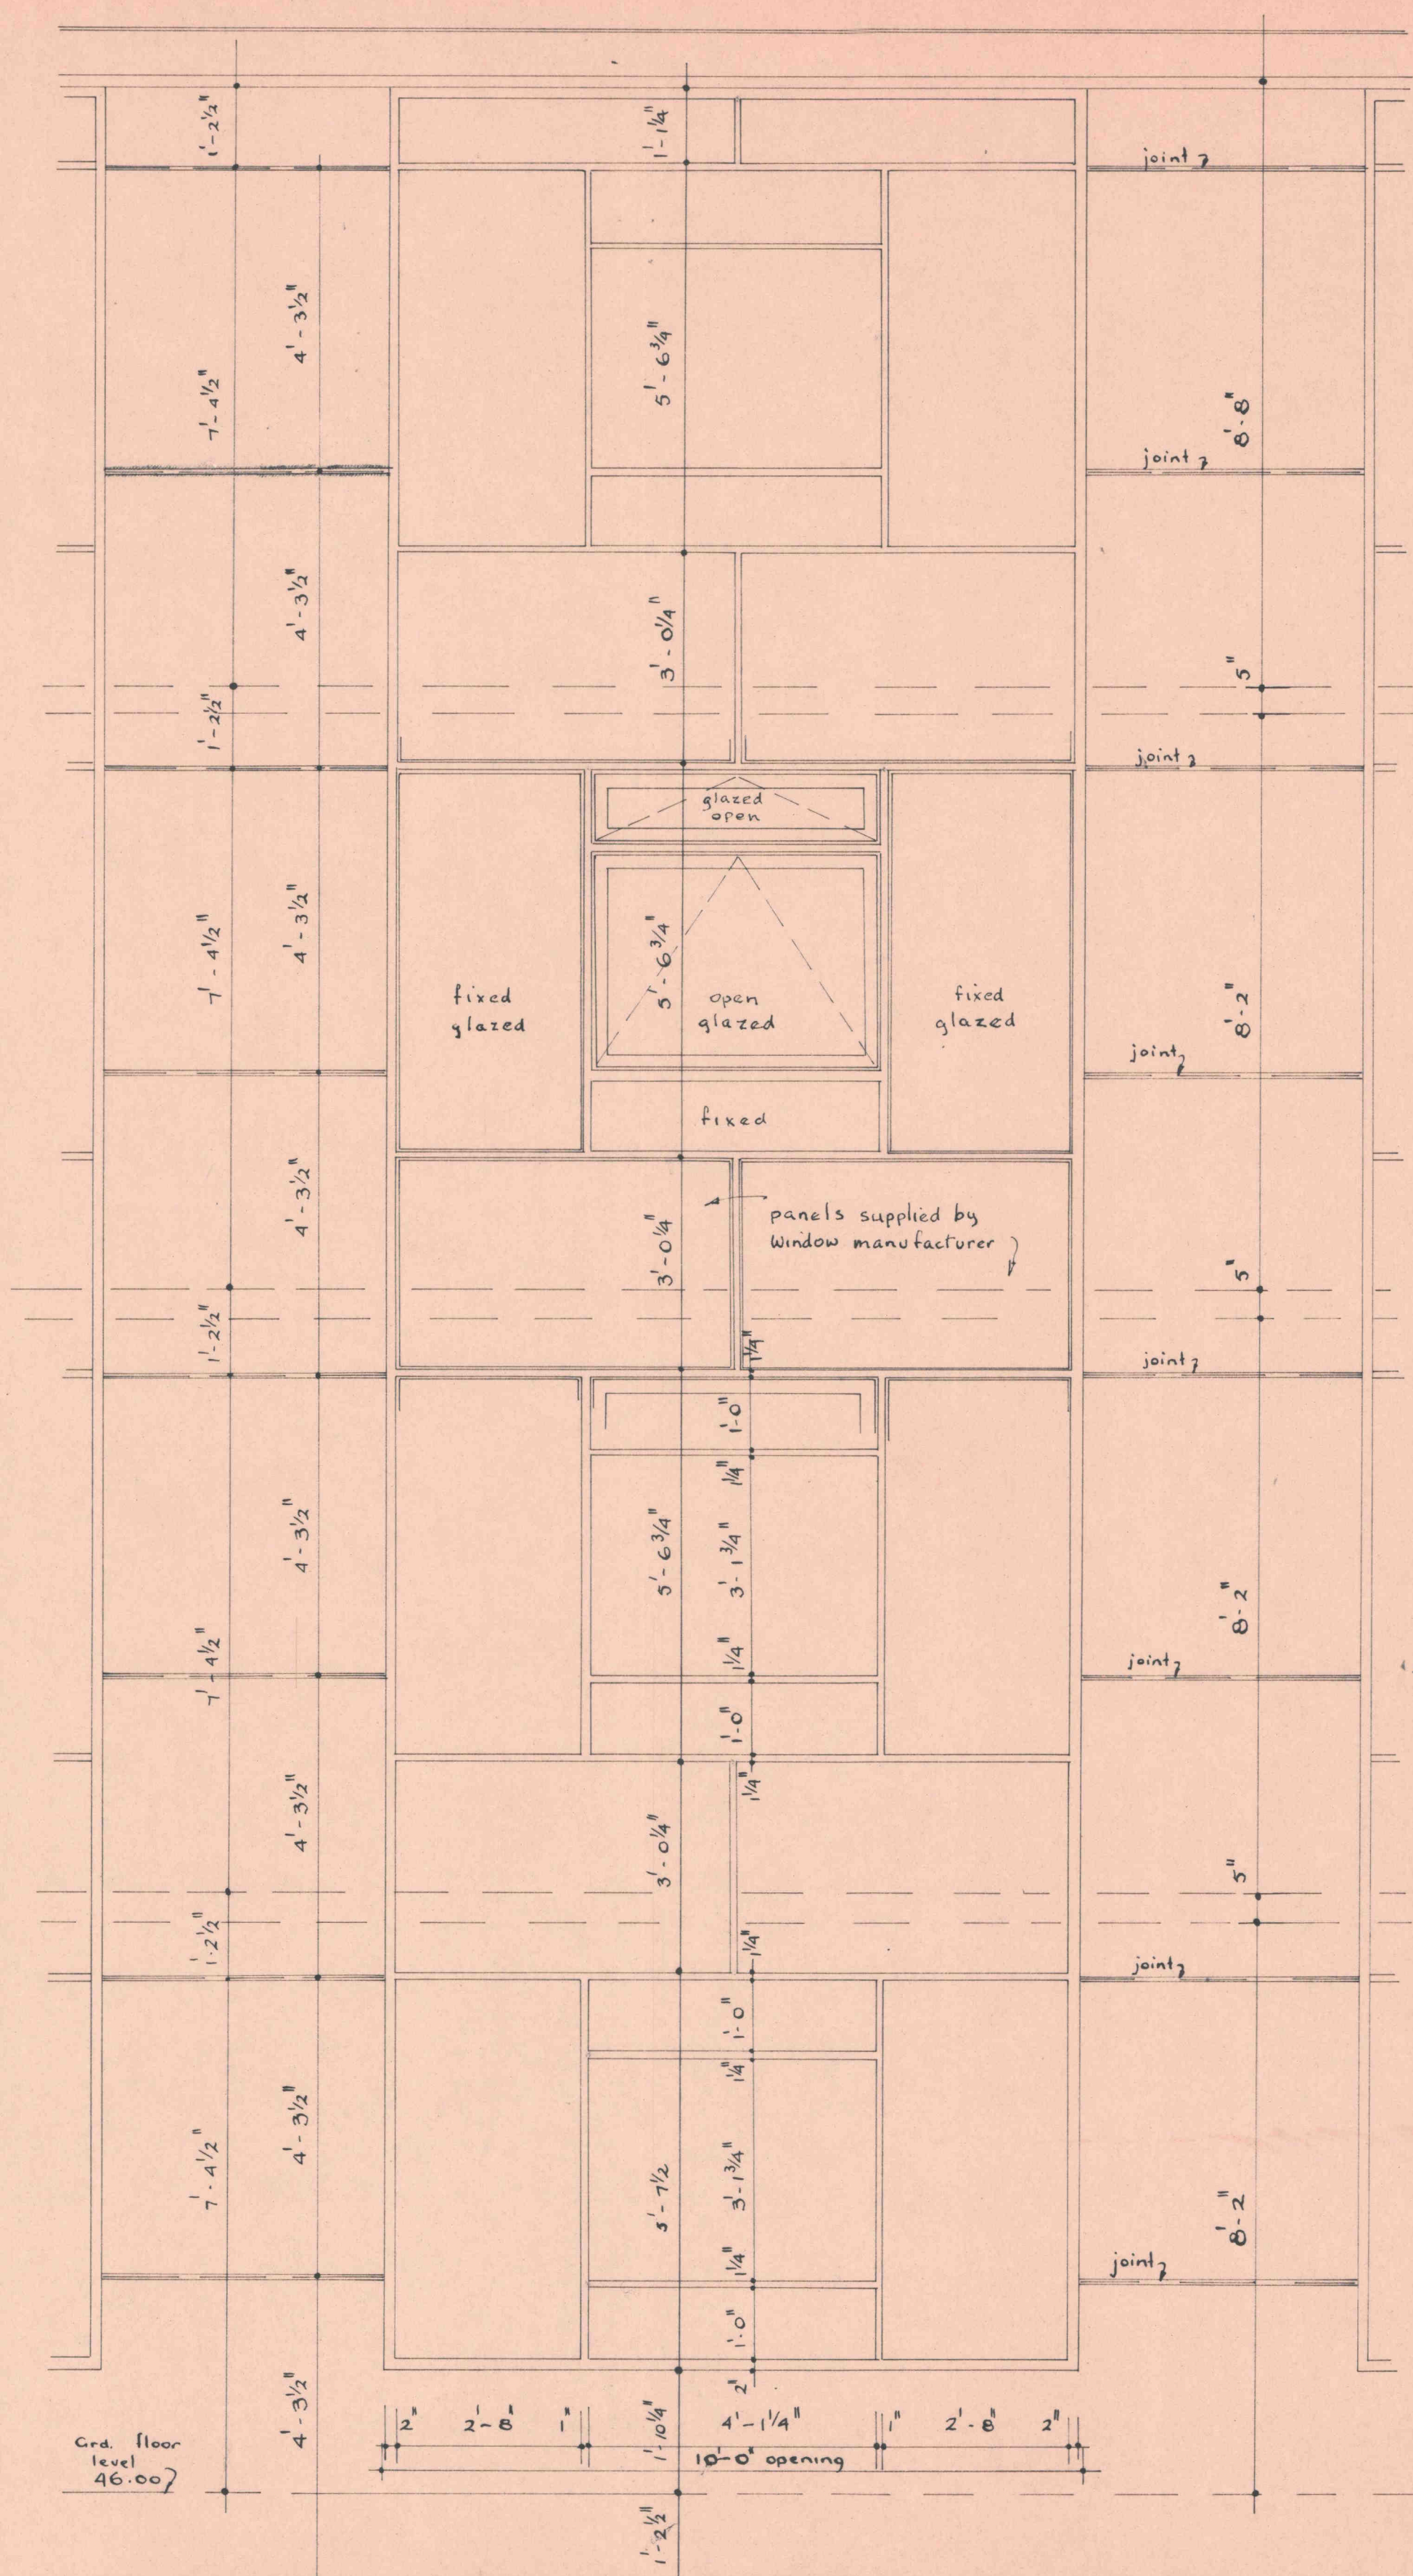 1'-2½"
1'-1¼"
joint
4'-3½"
5'-6¾"
7'-4½"
8'-8"
joint
4'-3½"
3'-0¼"
5"
1'-2½"
joint
glazed
open
4'-3½"
7'-4½"
5'-6¾"
fixed
glazed
open
glazed
fixed
glazed
8'-2"
joint
fixed
4'-3½"
3'-0¼"
panels supplied by
window manufacturer
5"
1'-2½"
1¼"
joint
1'-0"
1¼"
4'-3½"
5'-6¾"
3'-1¾"
8'-2"
7'-4½"
1¼"
joint
1'-0"
1¼"
4'-3½"
3'-0¼"
5"
1'-2½"
1¼"
joint
1'-0"
1¼"
4'-3½"
7'-4½"
5'-7½
3'-1¾"
8'-2"
1¼"
joint
1'-0"
2"
4'-3½"
1'-10¼"
2" 2'-8" 1" 4'-1¼" 1" 2'-8" 2"
10'-0" opening
Grd. floor
level
46.00
1'-2½"